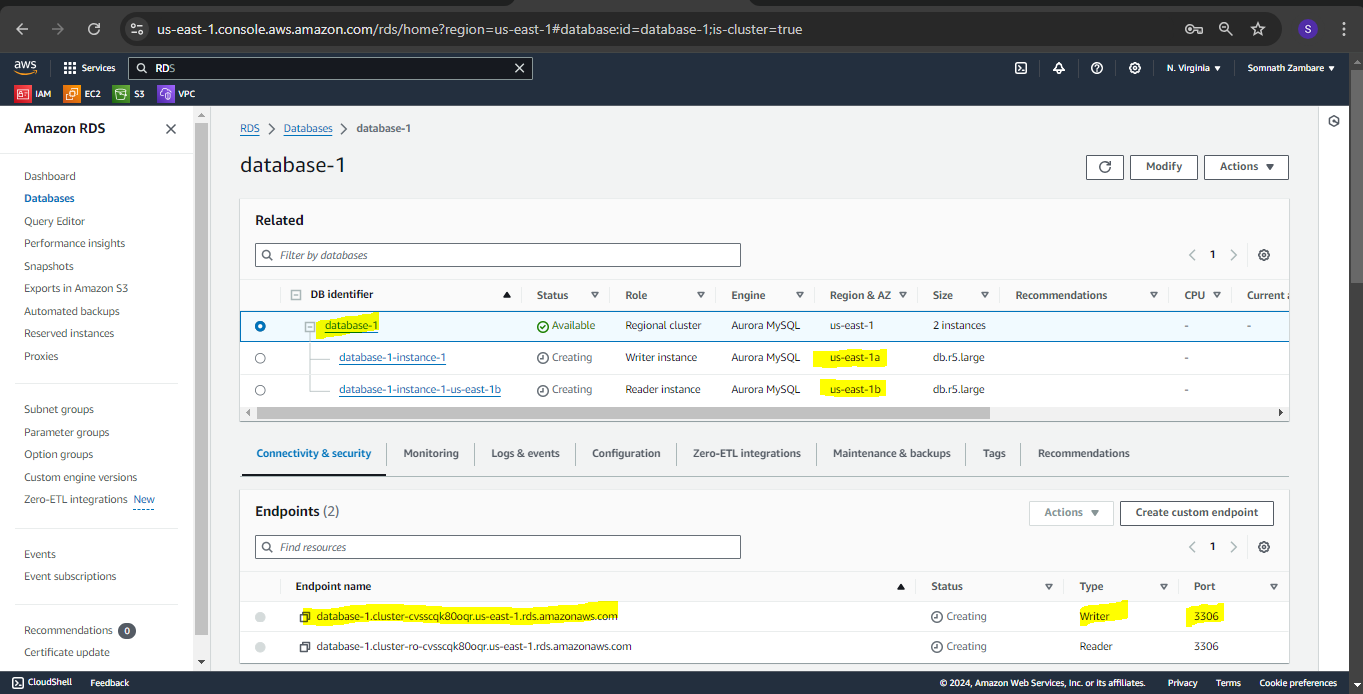 us-east-1.console.aws.amazon.com/rds/home?region=us-east-1#database:id=database-1;is-cluster=true
S
aws Services RDS N. Virginia Somnath Zambare
IAM EC2 S3 VPC
Amazon RDS
Dashboard
Databases
Query Editor
Performance insights
Snapshots
Exports in Amazon S3
Automated backups
Reserved instances
Proxies
Subnet groups
Parameter groups
Option groups
Custom engine versions
Zero-ETL integrations New
Events
Event subscriptions
Recommendations 0
Certificate update
RDS > Databases > database-1
database-1
Modify Actions
Related
Filter by databases
1
DB identifier Status Role Engine Region & AZ Size Recommendations CPU Current a
database-1 Available Regional cluster Aurora MySQL us-east-1 2 instances - -
database-1-instance-1 Creating Writer instance Aurora MySQL us-east-1a db.r5.large -
database-1-instance-1-us-east-1b Creating Reader instance Aurora MySQL us-east-1b db.r5.large -
Connectivity & security Monitoring Logs & events Configuration Zero-ETL integrations Maintenance & backups Tags Recommendations
Endpoints (2)
Actions Create custom endpoint
Find resources
1
Endpoint name Status Type Port
database-1.cluster-cvsscqk80oqr.us-east-1.rds.amazonaws.com Creating Writer 3306
database-1.cluster-ro-cvsscqk80oqr.us-east-1.rds.amazonaws.com Creating Reader 3306
CloudShell Feedback © 2024, Amazon Web Services, Inc. or its affiliates. Privacy Terms Cookie preferences